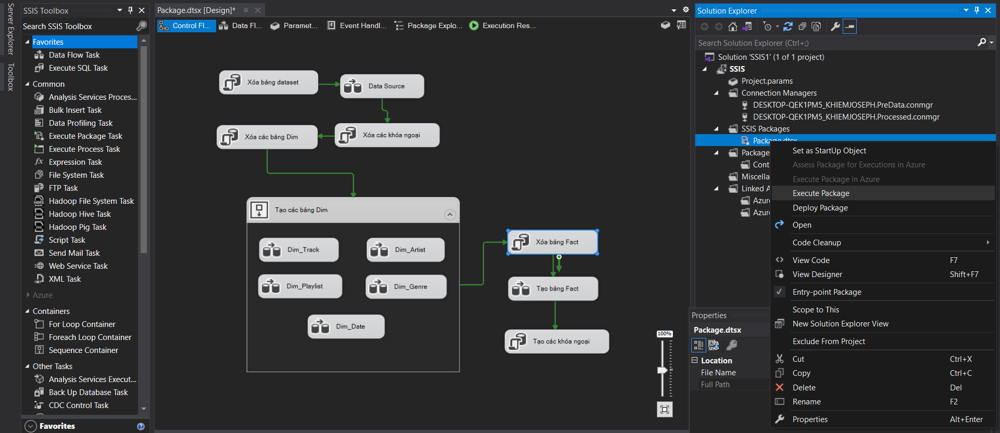 Server Explorer
Toolbox
SSIS Toolbox
Search SSIS Toolbox
Favorites
Data Flow Task
Execute SQL Task
Common
Analysis Services Proces...
Bulk Insert Task
Data Profiling Task
Execute Package Task
Execute Process Task
Expression Task
File System Task
FTP Task
Hadoop File System Task
Hadoop Hive Task
Hadoop Pig Task
Script Task
Send Mail Task
Web Service Task
XML Task
Azure
Containers
For Loop Container
Foreach Loop Container
Sequence Container
Other Tasks
Analysis Services Execut...
Back Up Database Task
CDC Control Task
Favorites
Package.dtsx [Design]*
Control Fl...
Data Fl...
Paramet...
Event Handl...
Package Explo...
Execution Res...
Xóa bảng dataset
Data Source
Xóa các bảng Dim
Xóa các khóa ngoại
Tạo các bảng Dim
Dim_Track
Dim_Artist
Dim_Playlist
Dim_Genre
Dim_Date
Xóa bảng Fact
Tạo bảng Fact
Tạo các khóa ngoại
100%
Solution Explorer
Search Solution Explorer (Ctrl+;)
Solution 'SSIS1' (1 of 1 project)
SSIS
Project.params
Connection Managers
DESKTOP-QEK1PM5_KHIEMJOSEPH.PreData.conmgr
DESKTOP-QEK1PM5_KHIEMJOSEPH.Processed.conmgr
SSIS Packages
Package.dtsx
Package
Cont
Miscella
Linked A
Azur
Azur
Set as StartUp Object
Assess Package for Executions in Azure
Execute Package in Azure
Execute Package
Deploy Package
Open
Code Cleanup
View Code F7
View Designer Shift+F7
Entry-point Package
Scope to This
New Solution Explorer View
Exclude From Project
Cut Ctrl+X
Copy Ctrl+C
Delete Del
Rename F2
Properties Alt+Enter
Properties
Package.dtsx
Location
File Name
Full Path